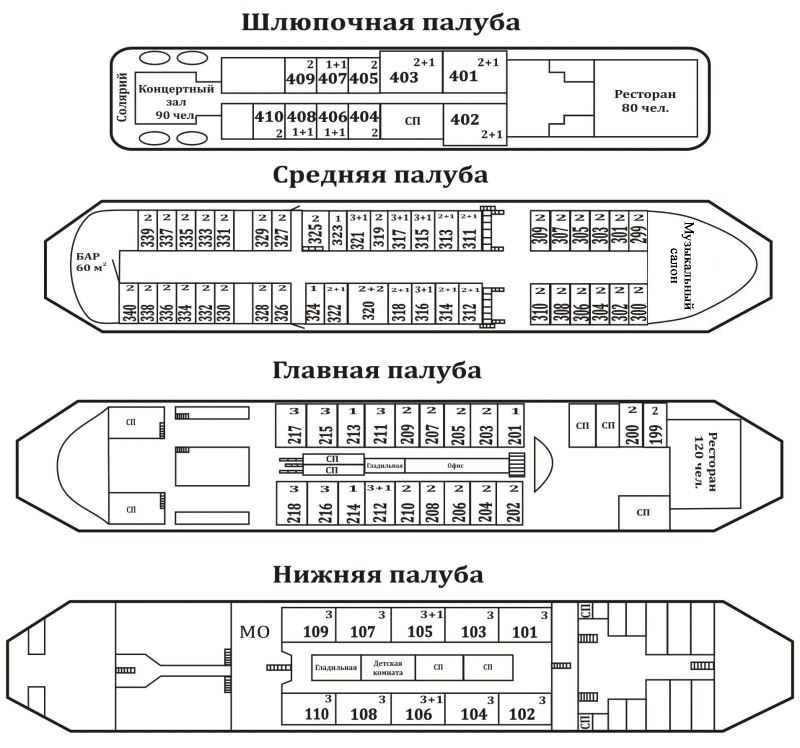 Шлюпочная палуба
Солярий
Концертный
зал
90 чел.
2 1+1 2 2+1 2+1
409 407 405 403 401
410 408 406 404 СП 402
2 1+1 1+1 2 2+1
Ресторан
80 чел.
Средняя палуба
БАР
60 м²
2 2 2 2 2 2 2 2 1 3+1 2 3+1 3+1 2+1 2+1 2 2 2 2 2 2
339 337 335 333 331 329 327 325 323 321 319 317 315 313 311 309 307 305 303 301 299
2 2 2 2 2 2 2 2 1 2+1 2+2 2+1 3+1 2+1 2+1 2 2 2 2 2 2
340 338 336 334 332 330 328 326 324 322 320 318 316 314 312 310 308 306 304 302 300
Музыкальный
салон
Главная палуба
СП
СП
3 3 1 3 2 2 2 2 1
217 215 213 211 209 207 205 203 201
СП
СП
Гладильная Офис
3 3 1 3+1 2 2 2 2 2
218 216 214 212 210 208 206 204 202
СП СП
2 2
200 199
СП
Ресторан
120 чел.
Нижняя палуба
МО
3 3 3+1 3 3
109 107 105 103 101
Гладильная
Детская
комната
СП СП
3 3 3+1 3 3
110 108 106 104 102
СП
СП